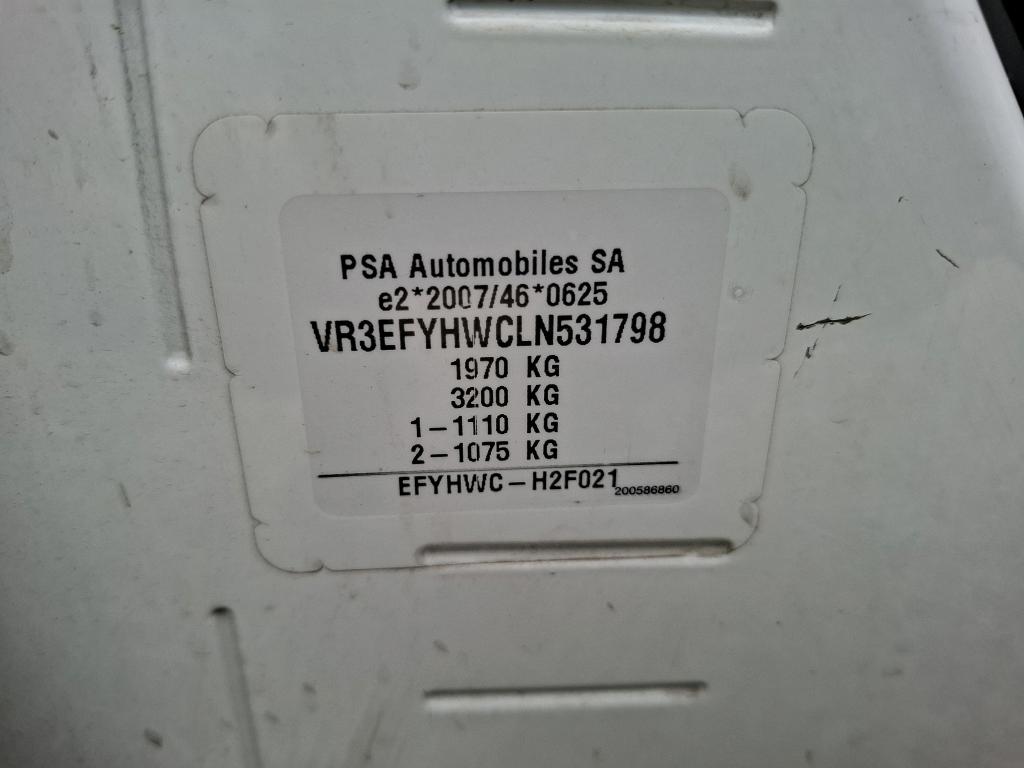 PSA Automobiles SA
e2*2007/46*0625
VR3EFYHWCLN531798
1970 KG
3200 KG
1-1110 KG
2-1075 KG
EFYHWC-H2F021
200586860